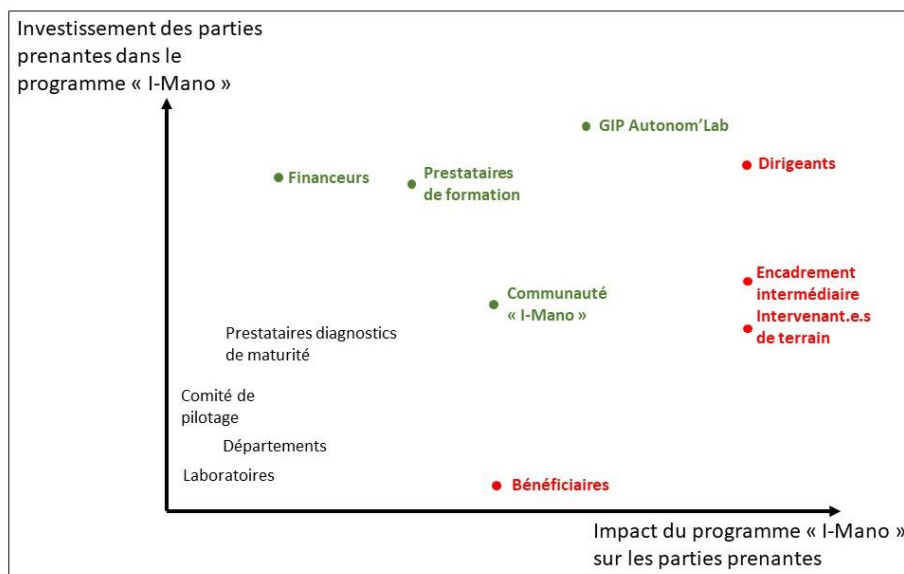 Investissement des parties
prenantes dans le
programme « I-Mano »
GIP Autonom’Lab
Dirigeants
Financeurs
Prestataires
de formation
Encadrement
intermédiaire
Communauté
« I-Mano »
Intervenant.e.s
de terrain
Prestataires diagnostics
de maturité
Comité de
pilotage
Départements
Laboratoires
Bénéficiaires
Impact du programme « I-Mano »
sur les parties prenantes